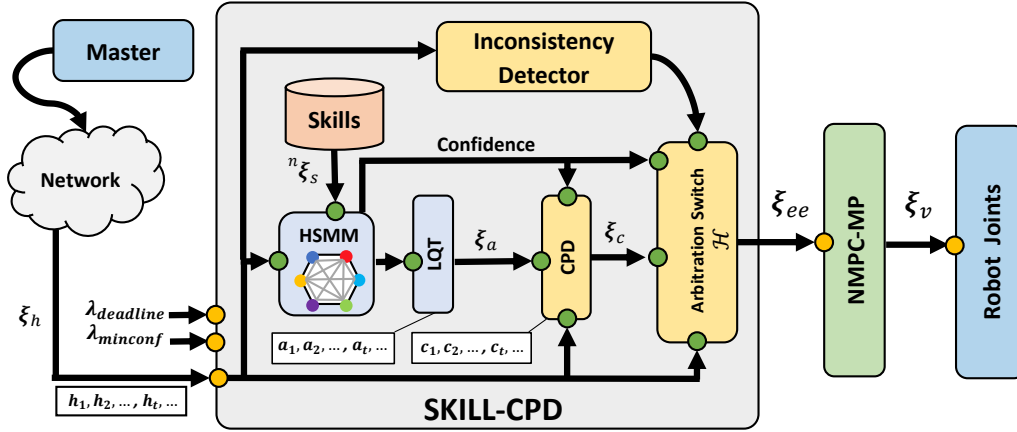 Master
Network
ξh
λdeadline
λminconf
h1, h2, … , ht, …
Inconsistency
Detector
Skills
nξs
Confidence
HSMM
LQT
ξa
CPD
ξc
Arbitration Switch
ℋ
a1, a2, … , at, …
c1, c2, … , ct, …
SKILL-CPD
ξee
NMPC-MP
ξv
Robot Joints